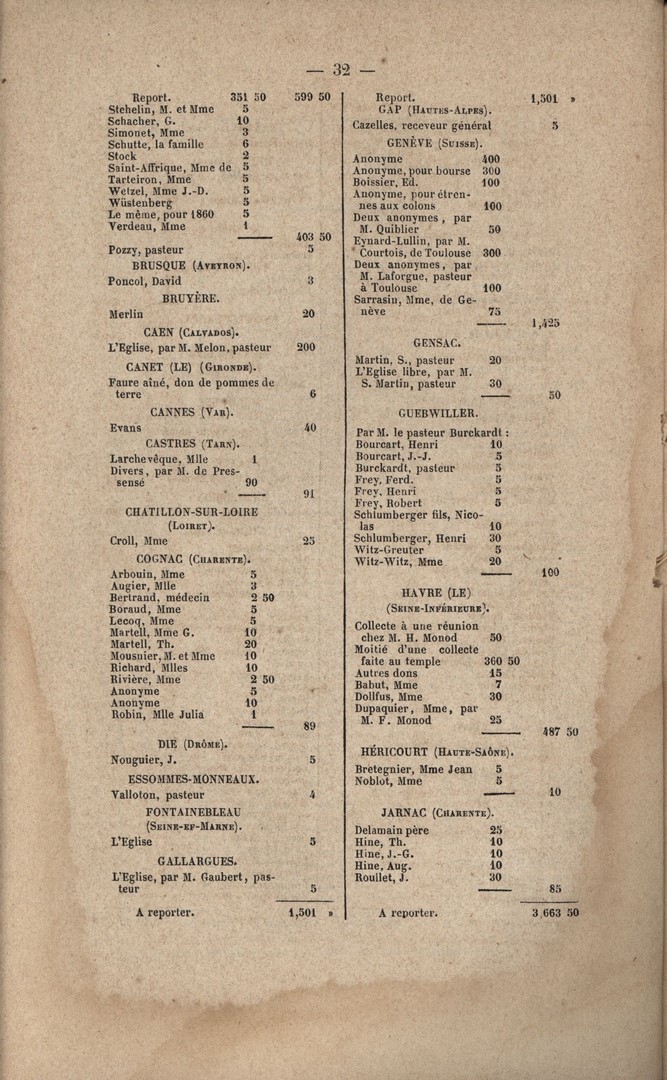 — 32 —
Report. 351 50 599 50
Stehelin, M. et Mme 5
Schacher, G. 10
Simonet, Mme 3
Schutte, la famille 6
Stock 2
Saint-Affrique, Mme de 5
Tarteiron, Mme 5
Wetzel, Mme J.-D. 5
Wüstenberg 5
Le même, pour 1860 5
Verdeau, Mme 1
403 50
Pozzy, pasteur 5
BRUSQUE (AVEYRON).
Poncol, David 3
BRUYÈRE.
Merlin 20
CAEN (CALVADOS).
L'Eglise, par M. Melon, pasteur 200
CANET (LE) (GIRONDE).
Faure aîné, don de pommes de
terre 6
CANNES (VAR).
Evans 40
CASTRES (TARN).
Larchevêque, Mlle 1
Divers, par M. de Pres-
sensé 90
91
CHATILLON-SUR-LOIRE
(LOIRET).
Croll, Mme 25
COGNAC (CHARENTE).
Arbouin, Mme 5
Augier, Mlle 3
Bertrand, médecin 2 50
Boraud, Mme 5
Lecoq, Mme 5
Martell, Mme G. 10
Martell, Th. 20
Mousnier, M. et Mme 10
Richard, Mlles 10
Rivière, Mme 2 50
Anonyme 5
Anonyme 10
Robin, Mlle Julia 1
89
DIE (DRÔME).
Nouguier, J. 5
ESSOMMES-MONNEAUX.
Valloton, pasteur 4
FONTAINEBLEAU
(SEINE-EF-MARNE).
L'Eglise 5
GALLARGUES.
L'Eglise, par M. Gaubert, pas-
teur 5
A reporter. 1,501 »
Report. 1,501 »
GAP (HAUTES-ALPES).
Cazelles, receveur général 5
GENÈVE (SUISSE).
Anonyme 400
Anonyme, pour bourse 300
Boissier, Ed. 100
Anonyme, pour étren-
nes aux colons 100
Deux anonymes, par
M. Quiblier 50
Eynard-Lullin, par M.
Courtois, de Toulouse 300
Deux anonymes, par
M. Laforgue, pasteur
à Toulouse 100
Sarrasin, Mme, de Ge-
nève 75
1,425
GENSAC.
Martin, S., pasteur 20
L'Eglise libre, par M.
S. Martin, pasteur 30
50
GUEBWILLER.
Par M. le pasteur Burckardt :
Bourcart, Henri 10
Bourcart, J.-J. 5
Burckardt, pasteur 5
Frey, Ferd. 5
Frey, Henri 5
Frey, Robert 5
Schlumberger fils, Nico-
las 10
Schlumberger, Henri 30
Witz-Greuter 5
Witz-Witz, Mme 20
100
HAVRE (LE)
(SEINE-INFÉRIEURE).
Collecte à une réunion
chez M. H. Monod 50
Moitié d'une collecte
faite au temple 360 50
Autres dons 15
Babut, Mme 7
Dollfus, Mme 30
Dupaquier, Mme, par
M. F. Monod 25
487 50
HÉRICOURT (HAUTE-SAÔNE).
Bretegnier, Mme Jean 5
Noblot, Mme 5
10
JARNAC (CHARENTE).
Delamain père 25
Hine, Th. 10
Hine, J.-G. 10
Hine, Aug. 10
Roullet, J. 30
85
A reporter. 3,663 50